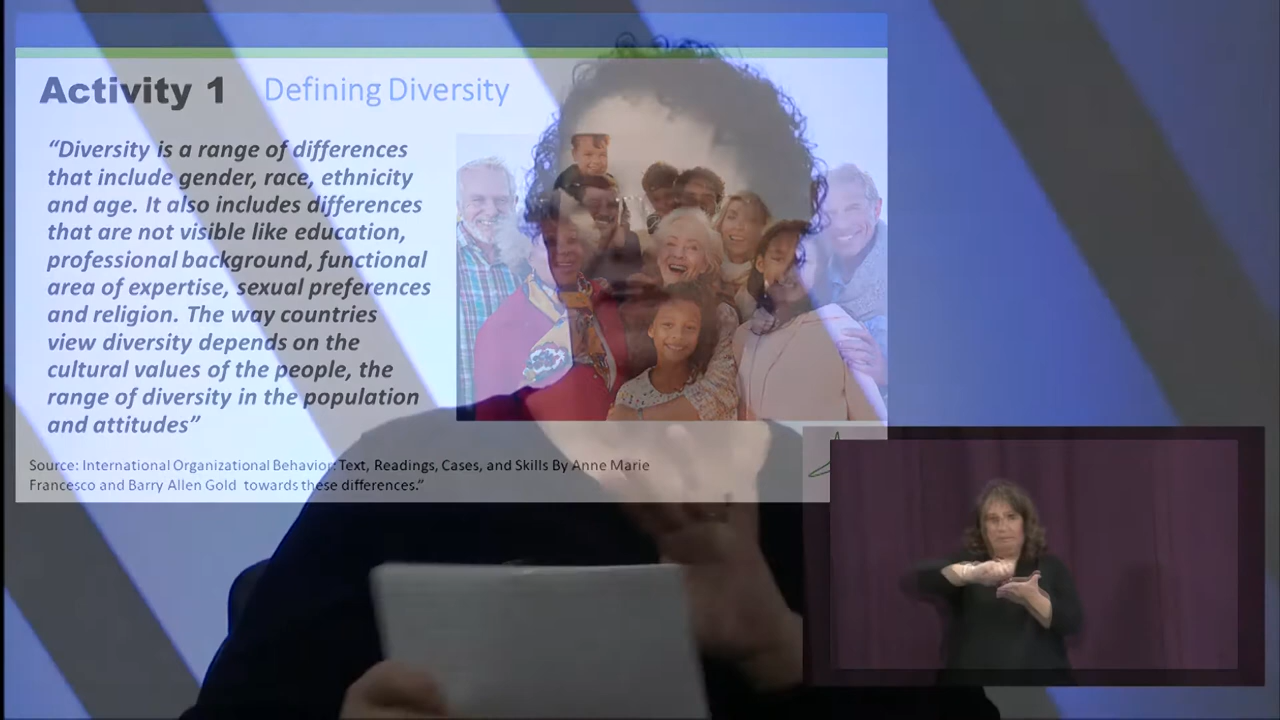 Activity 1 Defining Diversity
“Diversity is a range of differences
that include gender, race, ethnicity
and age. It also includes differences
that are not visible like education,
professional background, functional
area of expertise, sexual preferences
and religion. The way countries
view diversity depends on the
cultural values of the people, the
range of diversity in the population
and attitudes”
Source: International Organizational Behavior: Text, Readings, Cases, and Skills By Anne Marie
Francesco and Barry Allen Gold towards these differences.”